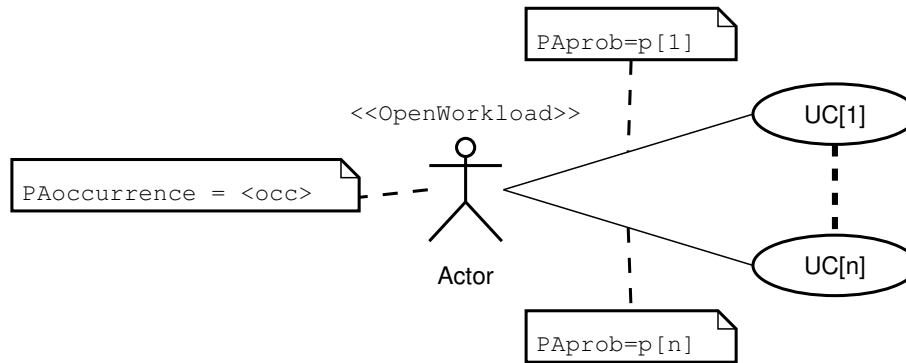 PAprob=p[1]
<<OpenWorkload>>
UC[1]
PAoccurrence = <occ>
Actor
UC[n]
PAprob=p[n]